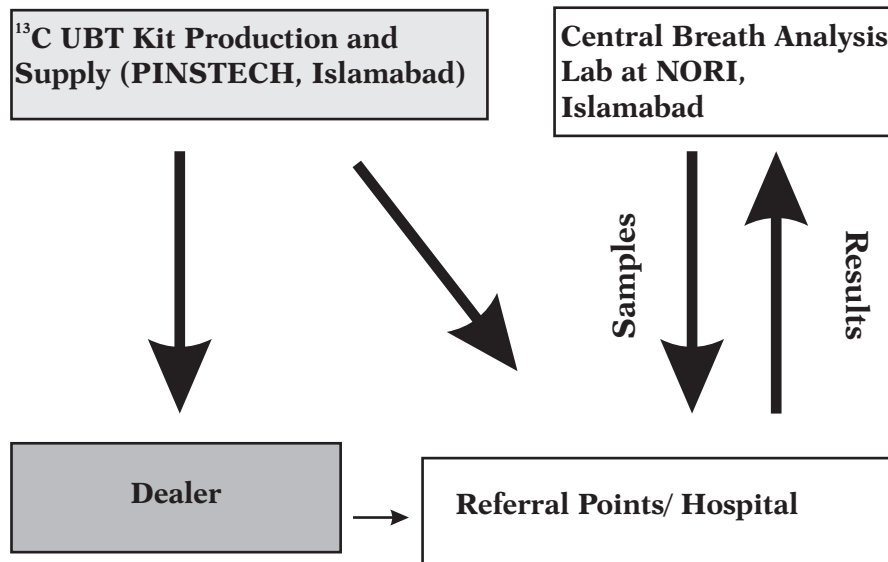 ¹³C UBT Kit Production and
Supply (PINSTECH, Islamabad)
Central Breath Analysis
Lab at NORI,
Islamabad
Samples
Results
Dealer
Referral Points/ Hospital